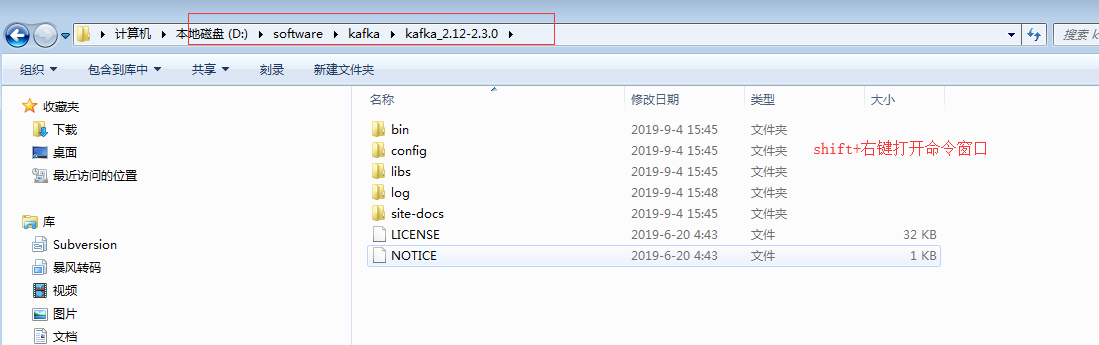 计算机 本地磁盘 (D:) software kafka kafka_2.12-2.3.0 搜索 k
组织 包含到库中 共享 刻录 新建文件夹
收藏夹
下载
桌面
最近访问的位置
库
Subversion
暴风转码
视频
图片
文档
名称 修改日期 类型 大小
bin 2019-9-4 15:45 文件夹
config 2019-9-4 15:45 文件夹
libs 2019-9-4 15:45 文件夹
log 2019-9-4 15:48 文件夹
site-docs 2019-9-4 15:45 文件夹
LICENSE 2019-6-20 4:43 文件 32 KB
NOTICE 2019-6-20 4:43 文件 1 KB
shift+右键打开命令窗口